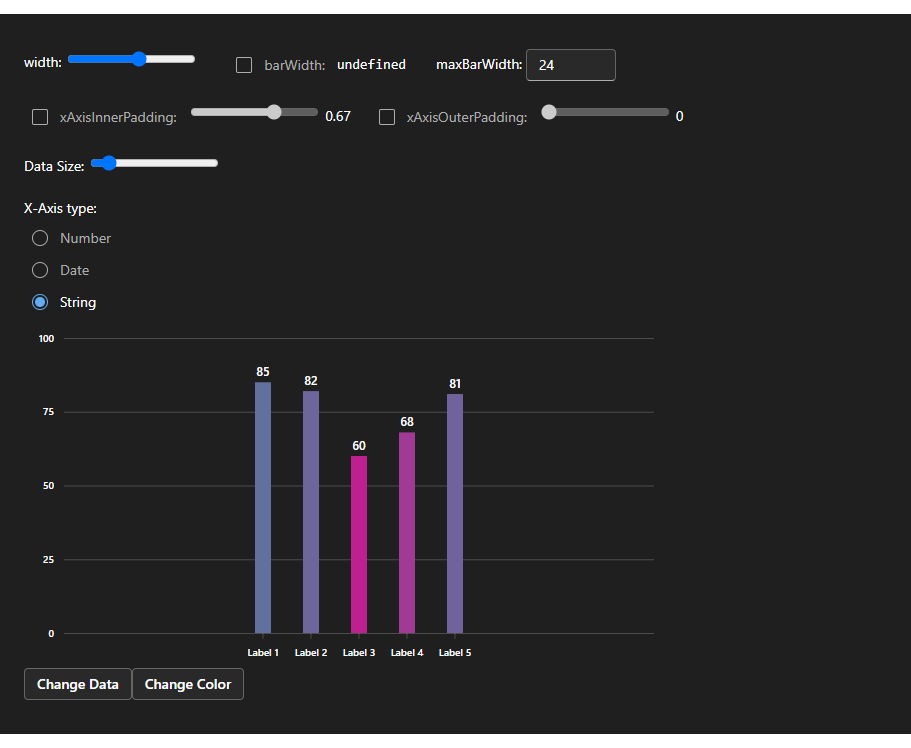 width: barWidth: undefined maxBarWidth: 24
xAxisInnerPadding: 0.67 xAxisOuterPadding: 0
Data Size:
X-Axis type:
Number
Date
String
100
85
82
81
75
68
60
50
25
0
Label 1 Label 2 Label 3 Label 4 Label 5
Change Data Change Color